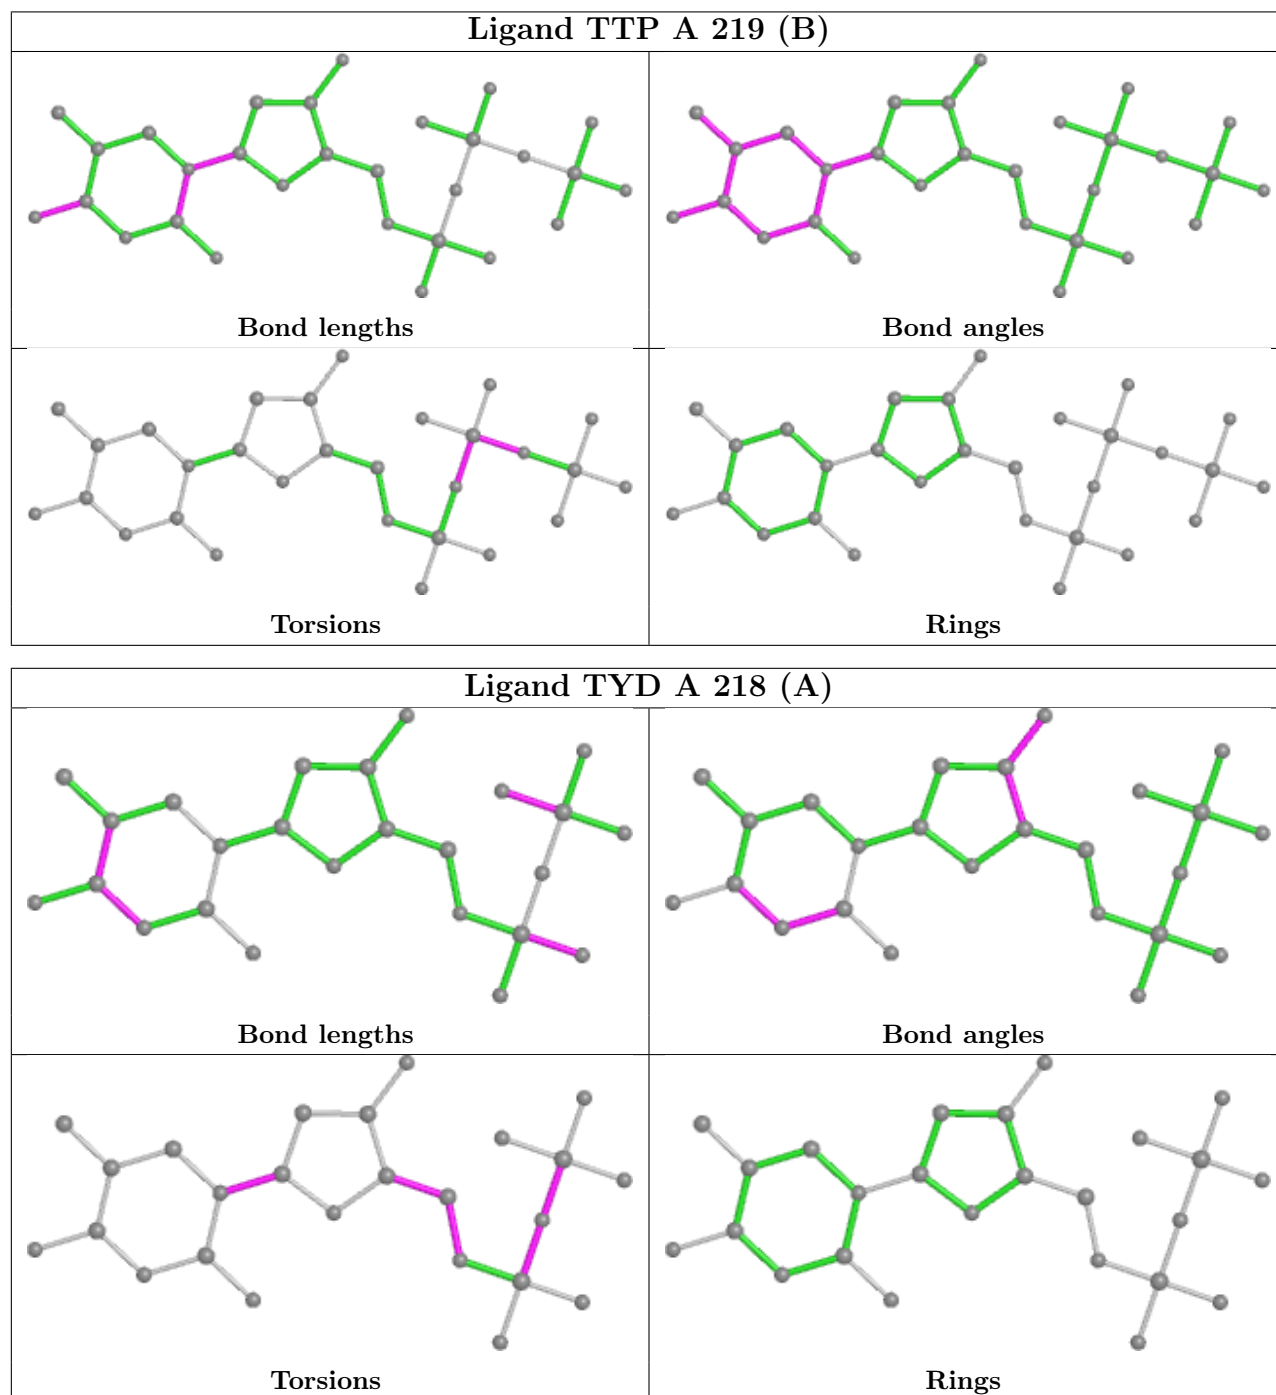 Ligand TTP A 219 (B)
Bond lengths
Bond angles
Torsions
Rings
Ligand TYD A 218 (A)
Bond lengths
Bond angles
Torsions
Rings